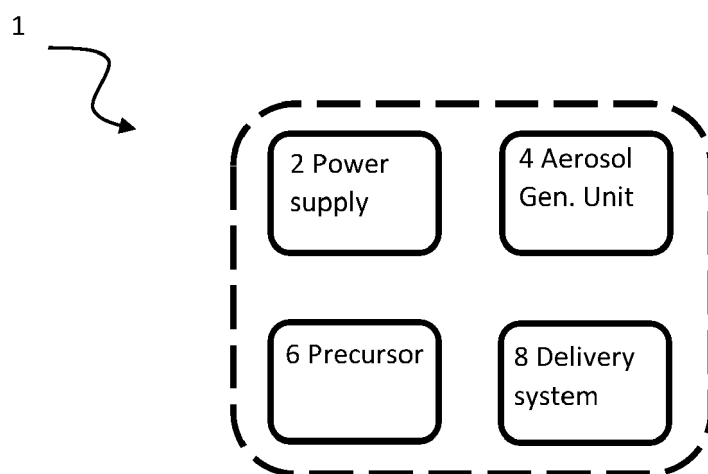 1
2 Power
supply
4 Aerosol
Gen. Unit
6 Precursor
8 Delivery
system